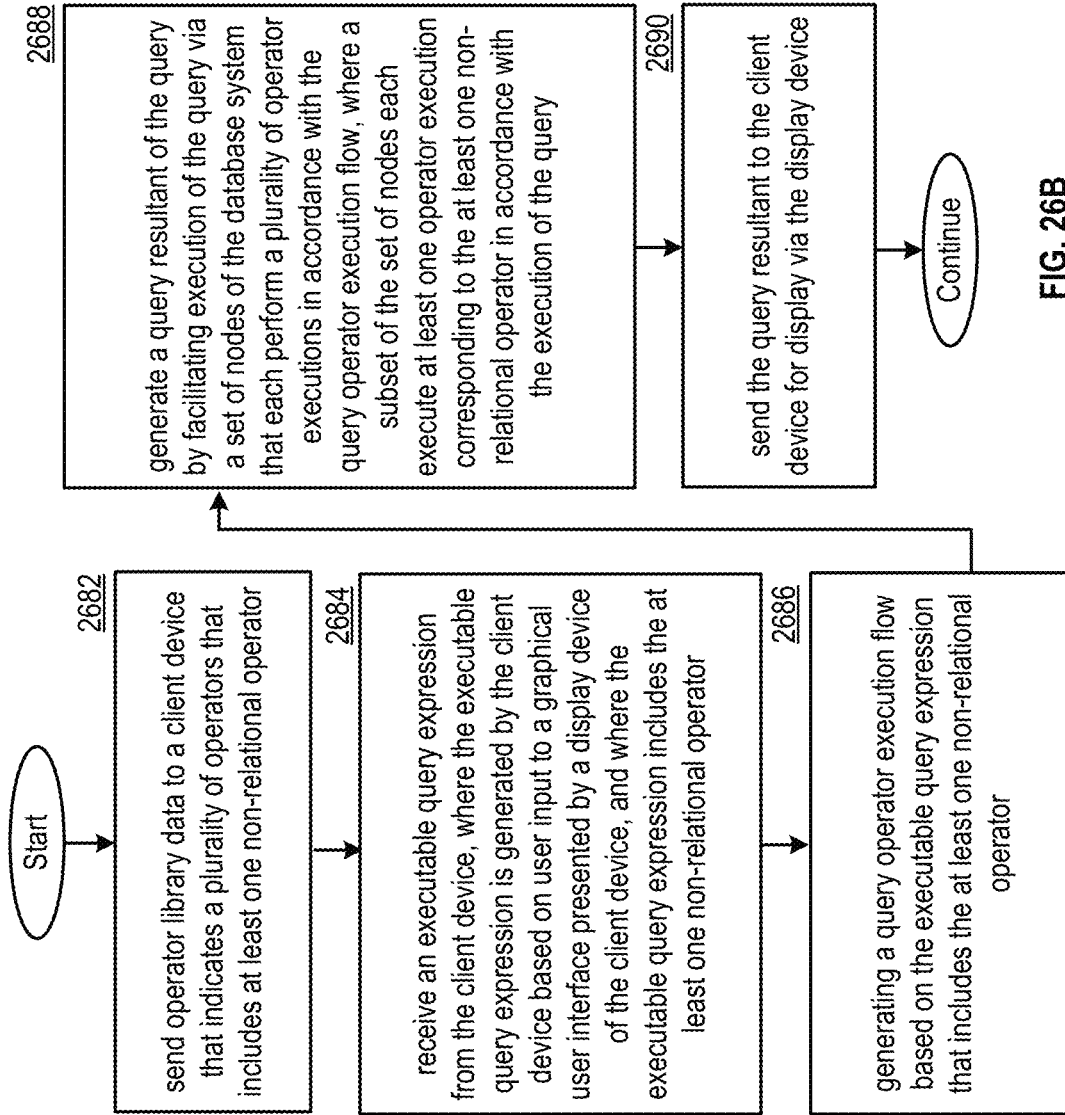 Start
2682
send operator library data to a client device
that indicates a plurality of operators that
includes at least one non-relational operator
2684
receive an executable query expression
from the client device, where the executable
query expression is generated by the client
device based on user input to a graphical
user interface presented by a display device
of the client device, and where the
executable query expression includes the at
least one non-relational operator
2686
generating a query operator execution flow
based on the executable query expression
that includes the at least one non-relational
operator
2688
generate a query resultant of the query
by facilitating execution of the query via
a set of nodes of the database system
that each perform a plurality of operator
executions in accordance with the
query operator execution flow, where a
subset of the set of nodes each
execute at least one operator execution
corresponding to the at least one non-
relational operator in accordance with
the execution of the query
2690
send the query resultant to the client
device for display via the display device
Continue
FIG. 26B